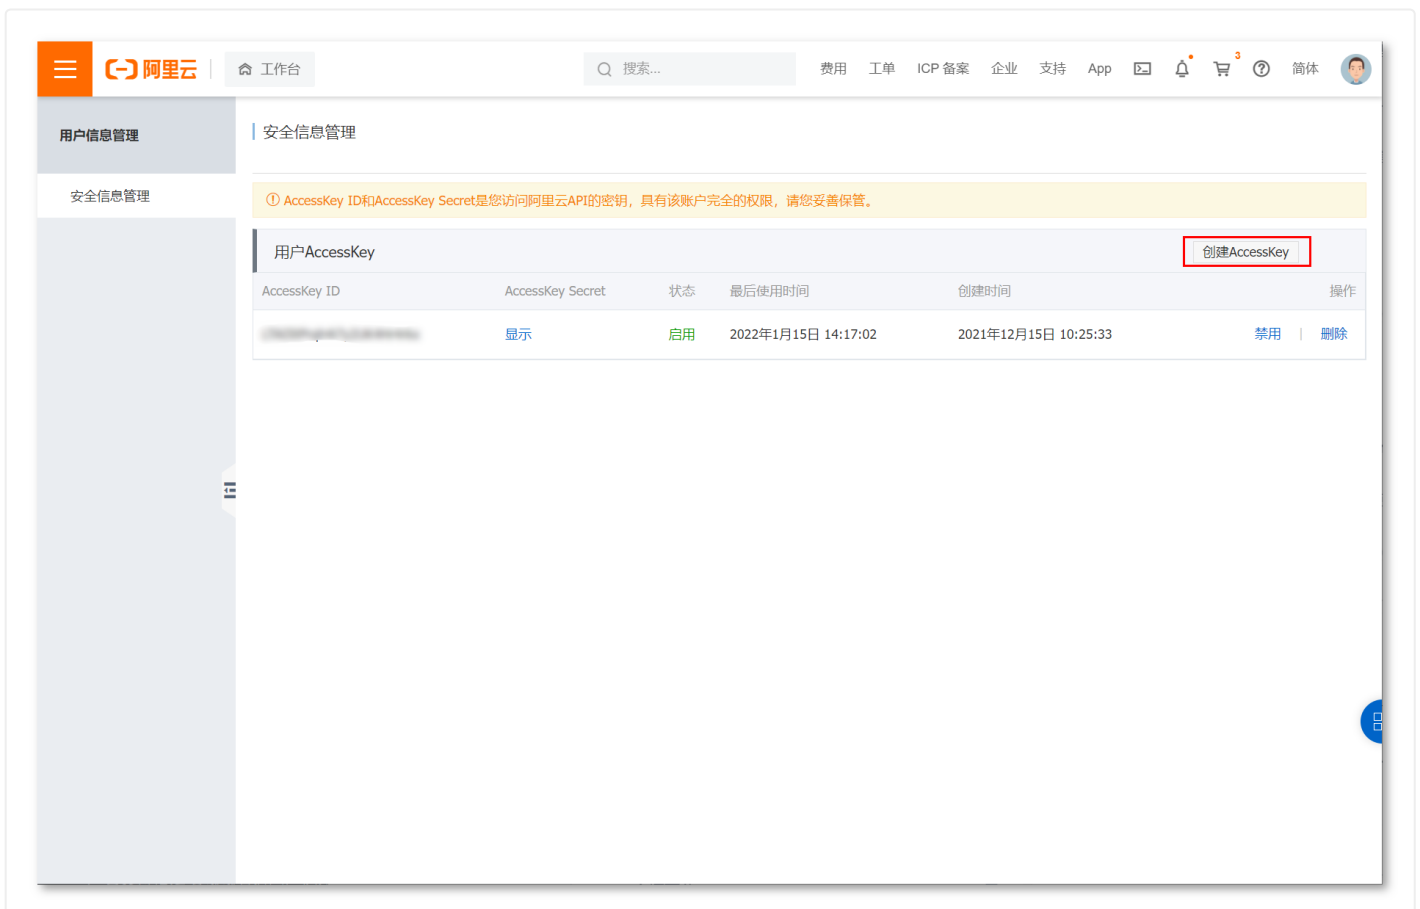 阿里云 工作台 搜索... 费用 工单 ICP 备案 企业 支持 App 3 简体
用户信息管理
安全信息管理
安全信息管理
AccessKey ID和AccessKey Secret是您访问阿里云API的密钥，具有该账户完全的权限，请您妥善保管。
用户AccessKey 创建AccessKey
AccessKey ID AccessKey Secret 状态 最后使用时间 创建时间 操作
显示 启用 2022年1月15日 14:17:02 2021年12月15日 10:25:33 禁用 | 删除